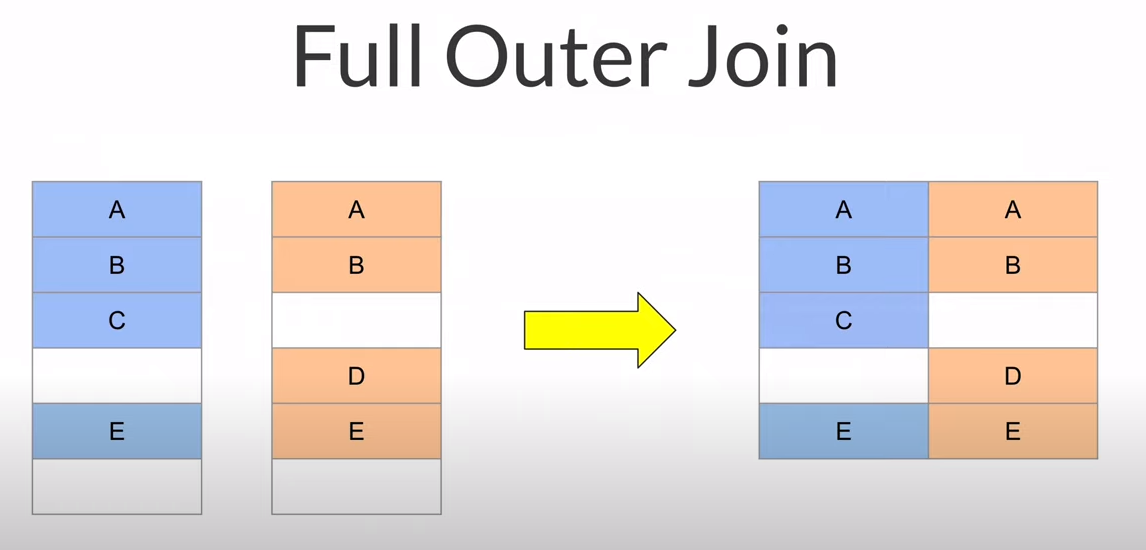 Full Outer Join
A A A A
B B B B
C C
D D
E E E E